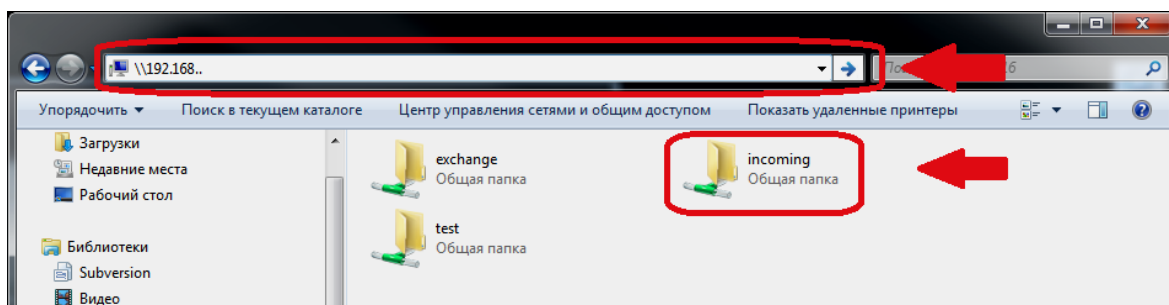 \\192.168..
Упорядочить Поиск в текущем каталоге Центр управления сетями и общим доступом Показать удаленные принтеры
Загрузки
Недавние места
Рабочий стол
Библиотеки
Subversion
Видео
exchange
Общая папка
incoming
Общая папка
test
Общая папка